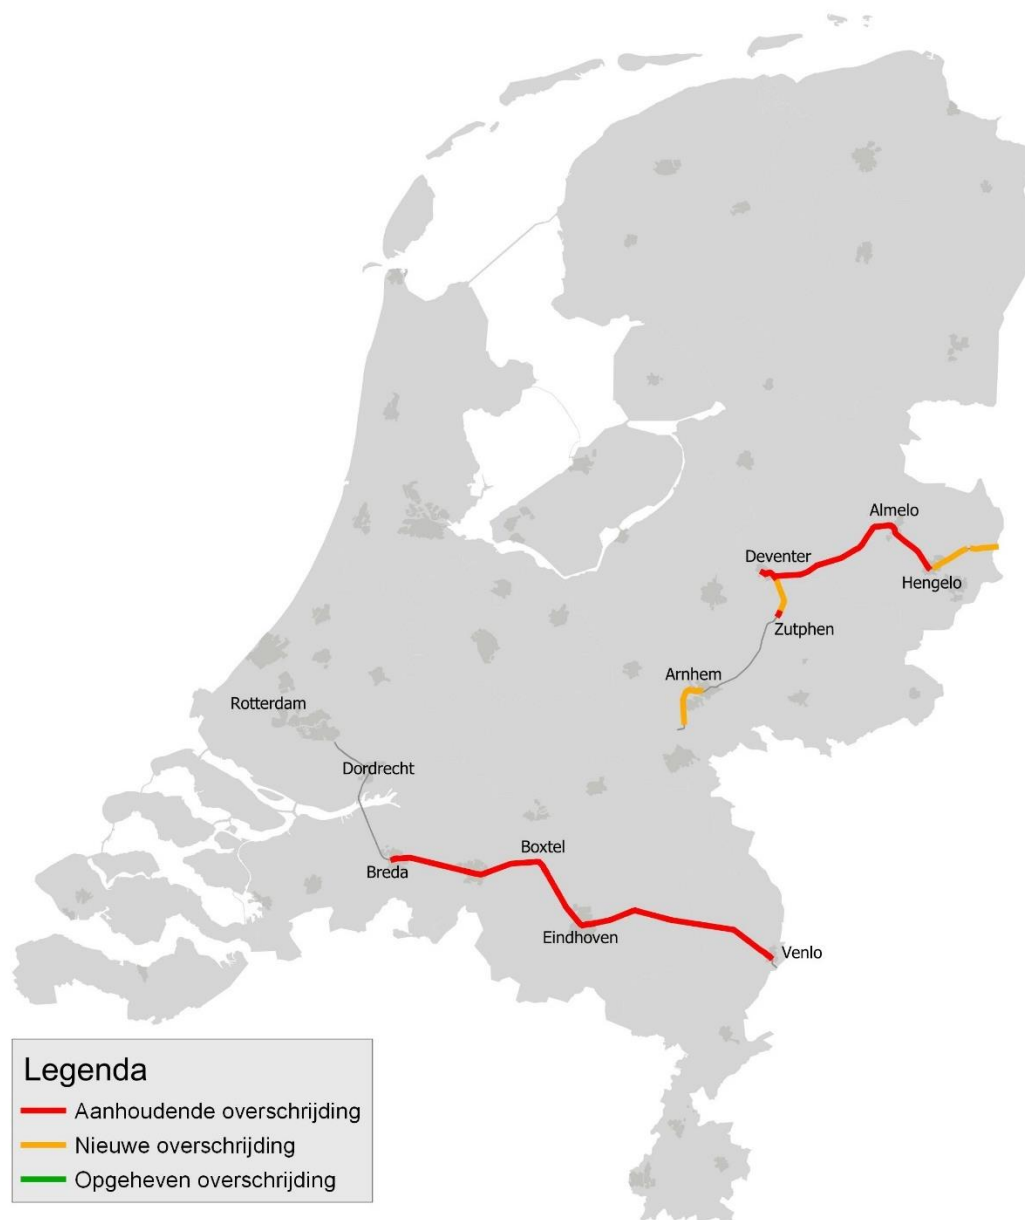 Almelo
Deventer
Hengelo
Zutphen
Arnhem
Rotterdam
Dordrecht
Boxtel
Breda
Eindhoven
Venlo
Legenda
Aanhoudende overschrijding
Nieuwe overschrijding
Opgeheven overschrijding